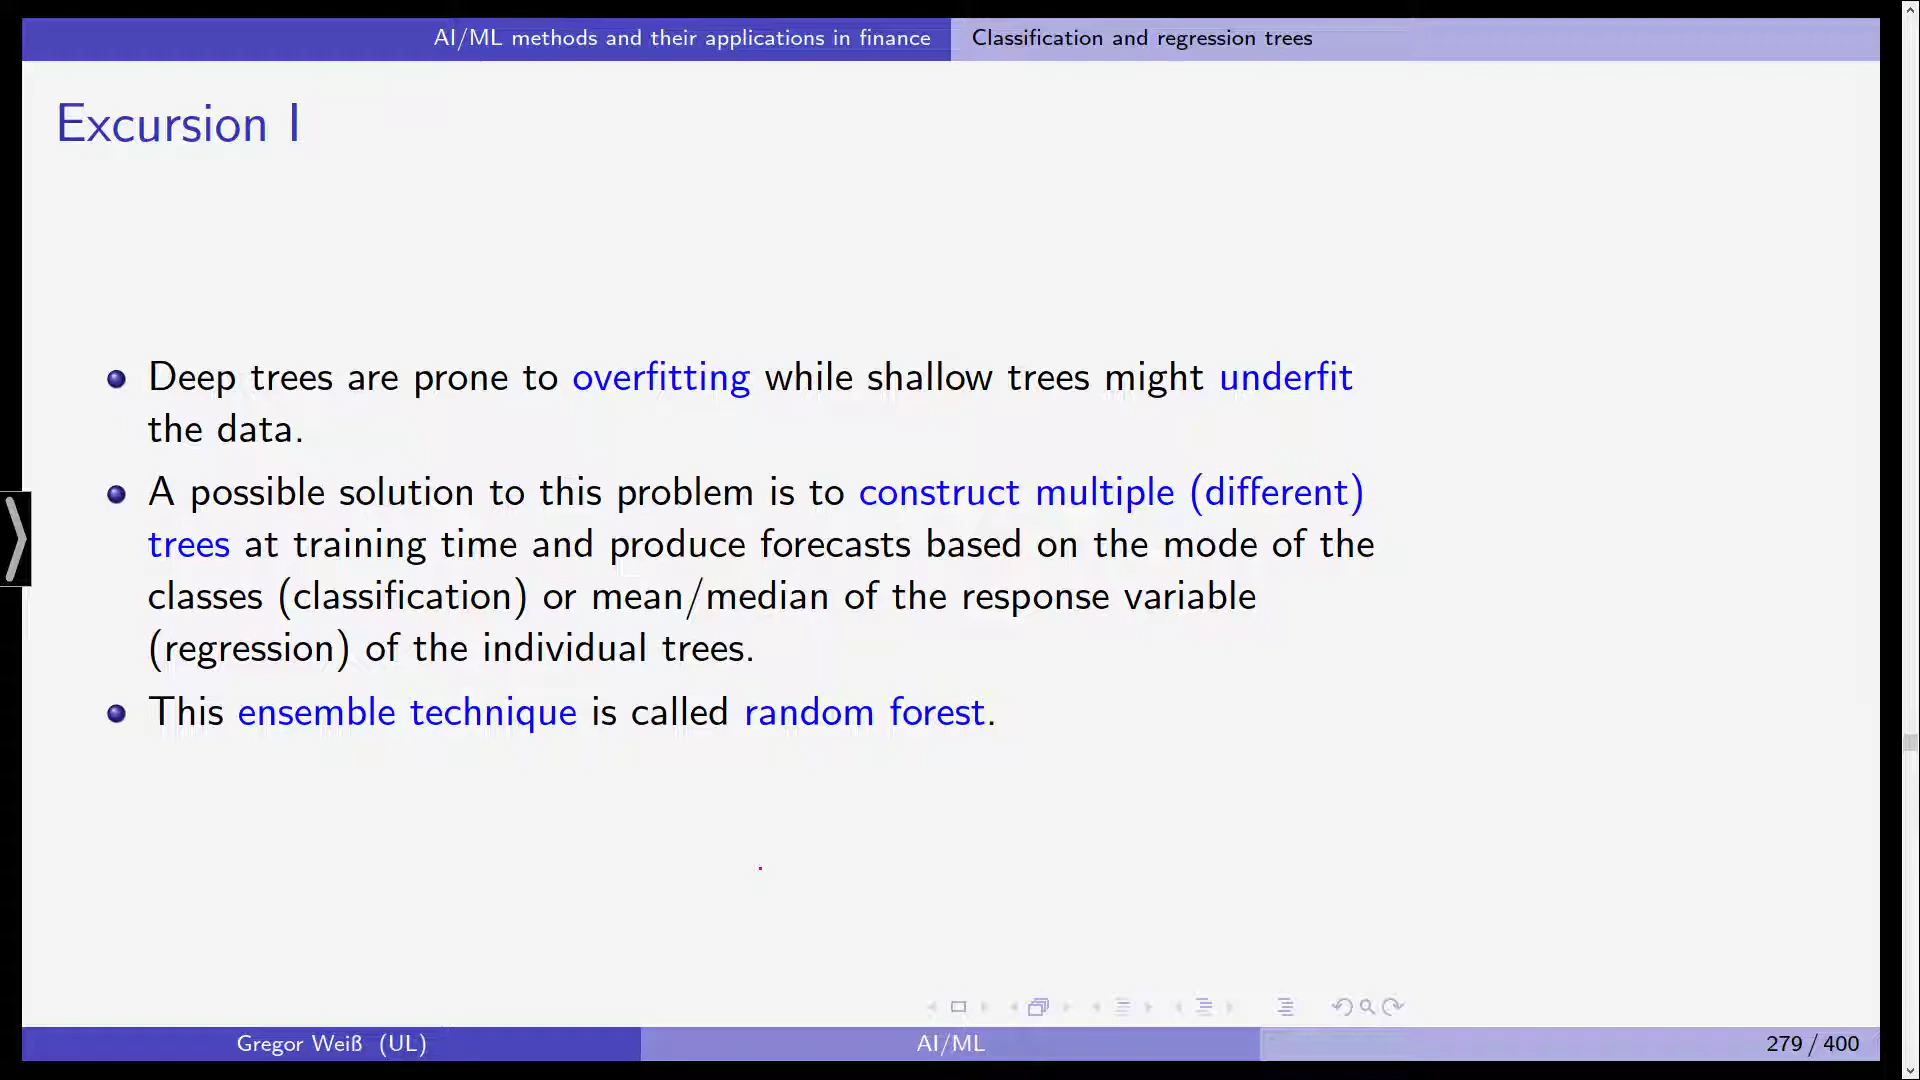 AI/ML methods and their applications in finance
Classification and regression trees
Excursion I
Deep trees are prone to overfitting while shallow trees might underfit
the data.
A possible solution to this problem is to construct multiple (different)
trees at training time and produce forecasts based on the mode of the
classes (classification) or mean/median of the response variable
(regression) of the individual trees.
This ensemble technique is called random forest.
Gregor Weiß (UL)
AI/ML
279 / 400